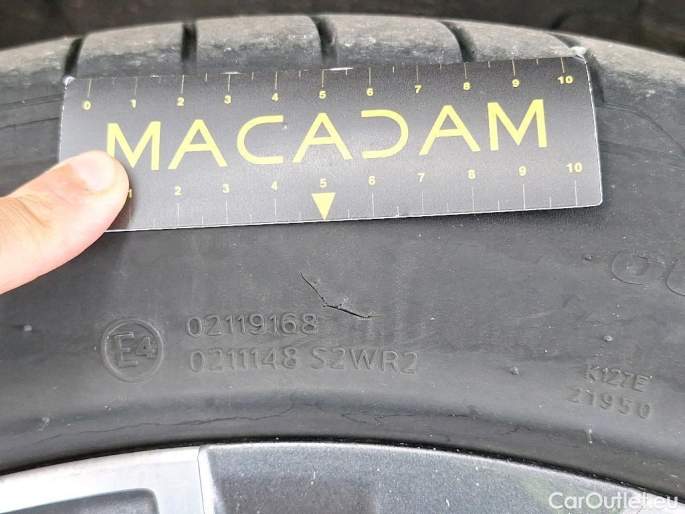 0 1 2 3 4 5 6 7 8 9 10
MACADAM
1 2 3 4 5 6 7 8 9 10
E4
02119168
0211148 S2WR2
K127E
21950
CarOutlet.eu